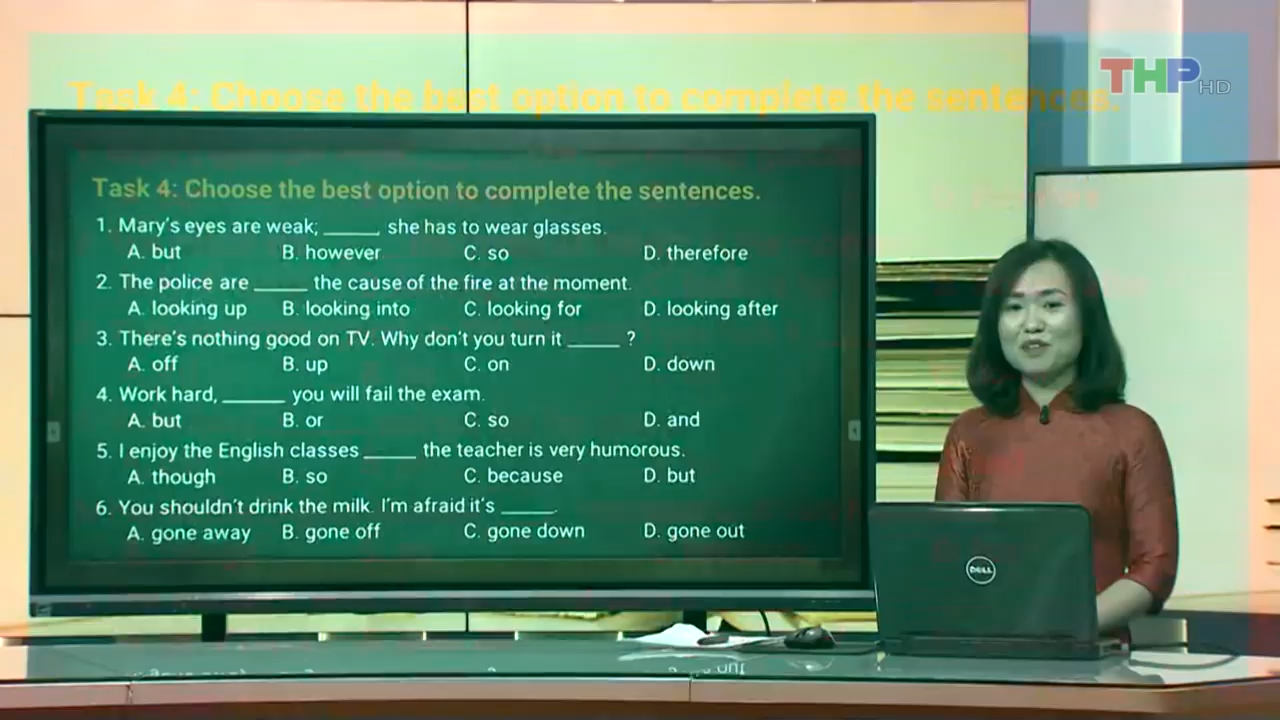 Task 4: Choose the best option to complete the sentences.
THP HD
Task 4: Choose the best option to complete the sentences.
1. Mary's eyes are weak; ______ she has to wear glasses.
A. but B. however C. so D. therefore
2. The police are ______ the cause of the fire at the moment.
A. looking up B. looking into C. looking for D. looking after
3. There's nothing good on TV. Why don't you turn it ______ ?
A. off B. up C. on D. down
4. Work hard, ______ you will fail the exam.
A. but B. or C. so D. and
5. I enjoy the English classes ______ the teacher is very humorous.
A. though B. so C. because D. but
6. You shouldn't drink the milk. I'm afraid it's ______.
A. gone away B. gone off C. gone down D. gone out
DELL